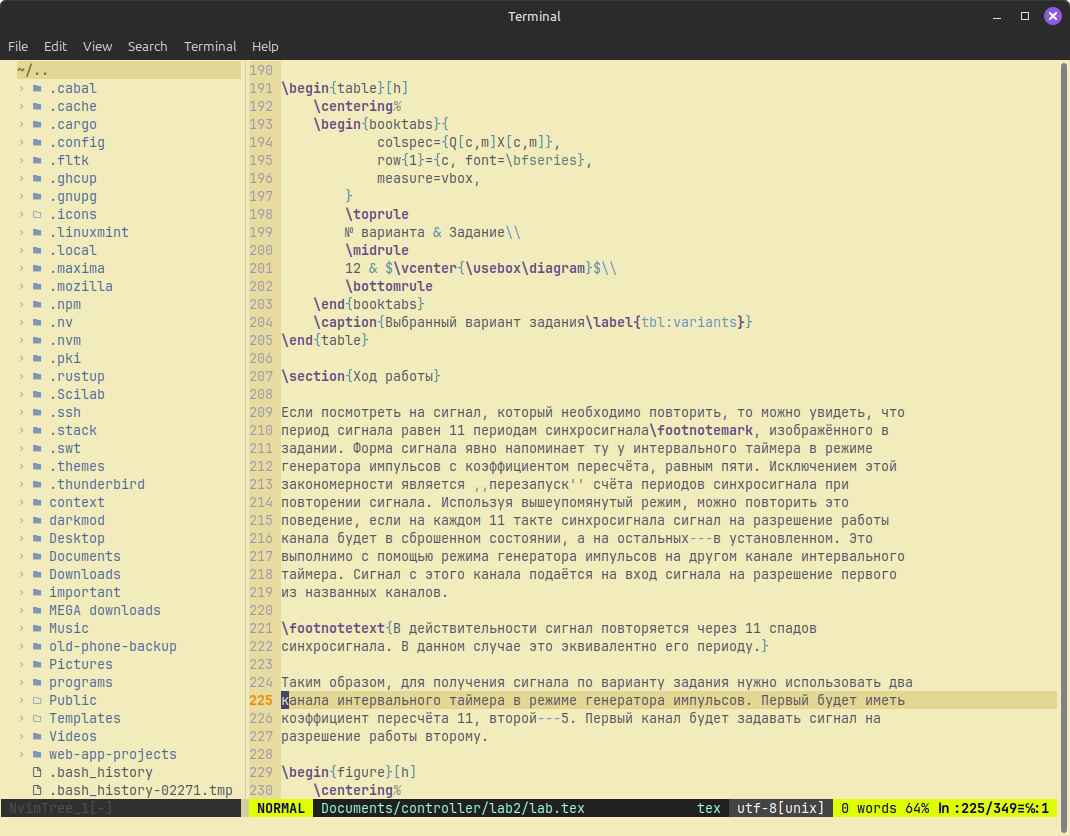 Terminal
File Edit View Search Terminal Help
~/..
.cabal
.cache
.cargo
.config
.fltk
.ghcup
.gnupg
.icons
.linuxmint
.local
.maxima
.mozilla
.npm
.nv
.nvm
.pki
.rustup
.Scilab
.ssh
.stack
.swt
.themes
.thunderbird
context
darkmod
Desktop
Documents
Downloads
important
MEGA downloads
Music
old-phone-backup
Pictures
programs
Public
Templates
Videos
web-app-projects
.bash_history
.bash_history-02271.tmp
NvimTree_1[-]
190
191 \begin{table}[h]
192     \centering%
193     \begin{booktabs}{
194             colspec={Q[c,m]X[c,m]},
195             row{1}={c, font=\bfseries},
196             measure=vbox,
197         }
198         \toprule
199         № варианта & Задание\\
200         \midrule
201         12 & $\vcenter{\usebox\diagram}$\\
202         \bottomrule
203     \end{booktabs}
204     \caption{Выбранный вариант задания\label{tbl:variants}}
205 \end{table}
206
207 \section{Ход работы}
208
209 Если посмотреть на сигнал, который необходимо повторить, то можно увидеть, что
210 период сигнала равен 11 периодам синхросигнала\footnotemark, изображённого в
211 задании. Форма сигнала явно напоминает ту у интервального таймера в режиме
212 генератора импульсов с коэффициентом пересчёта, равным пяти. Исключением этой
213 закономерности является ,,перезапуск'' счёта периодов синхросигнала при
214 повторении сигнала. Используя вышеупомянутый режим, можно повторить это
215 поведение, если на каждом 11 такте синхросигнала сигнал на разрешение работы
216 канала будет в сброшенном состоянии, а на остальных---в установленном. Это
217 выполнимо с помощью режима генератора импульсов на другом канале интервального
218 таймера. Сигнал с этого канала подаётся на вход сигнала на разрешение первого
219 из названных каналов.
220
221 \footnotetext{В действительности сигнал повторяется через 11 спадов
222 синхросигнала. В данном случае это эквивалентно его периоду.}
223
224 Таким образом, для получения сигнала по варианту задания нужно использовать два
225 канала интервального таймера в режиме генератора импульсов. Первый будет иметь
226 коэффициент пересчёта 11, второй---5. Первый канал будет задавать сигнал на
227 разрешение работы второму.
228
229 \begin{figure}[h]
230     \centering%
NORMAL Documents/controller/lab2/lab.tex tex utf-8[unix] 0 words 64% ln :225/349≡℅:1